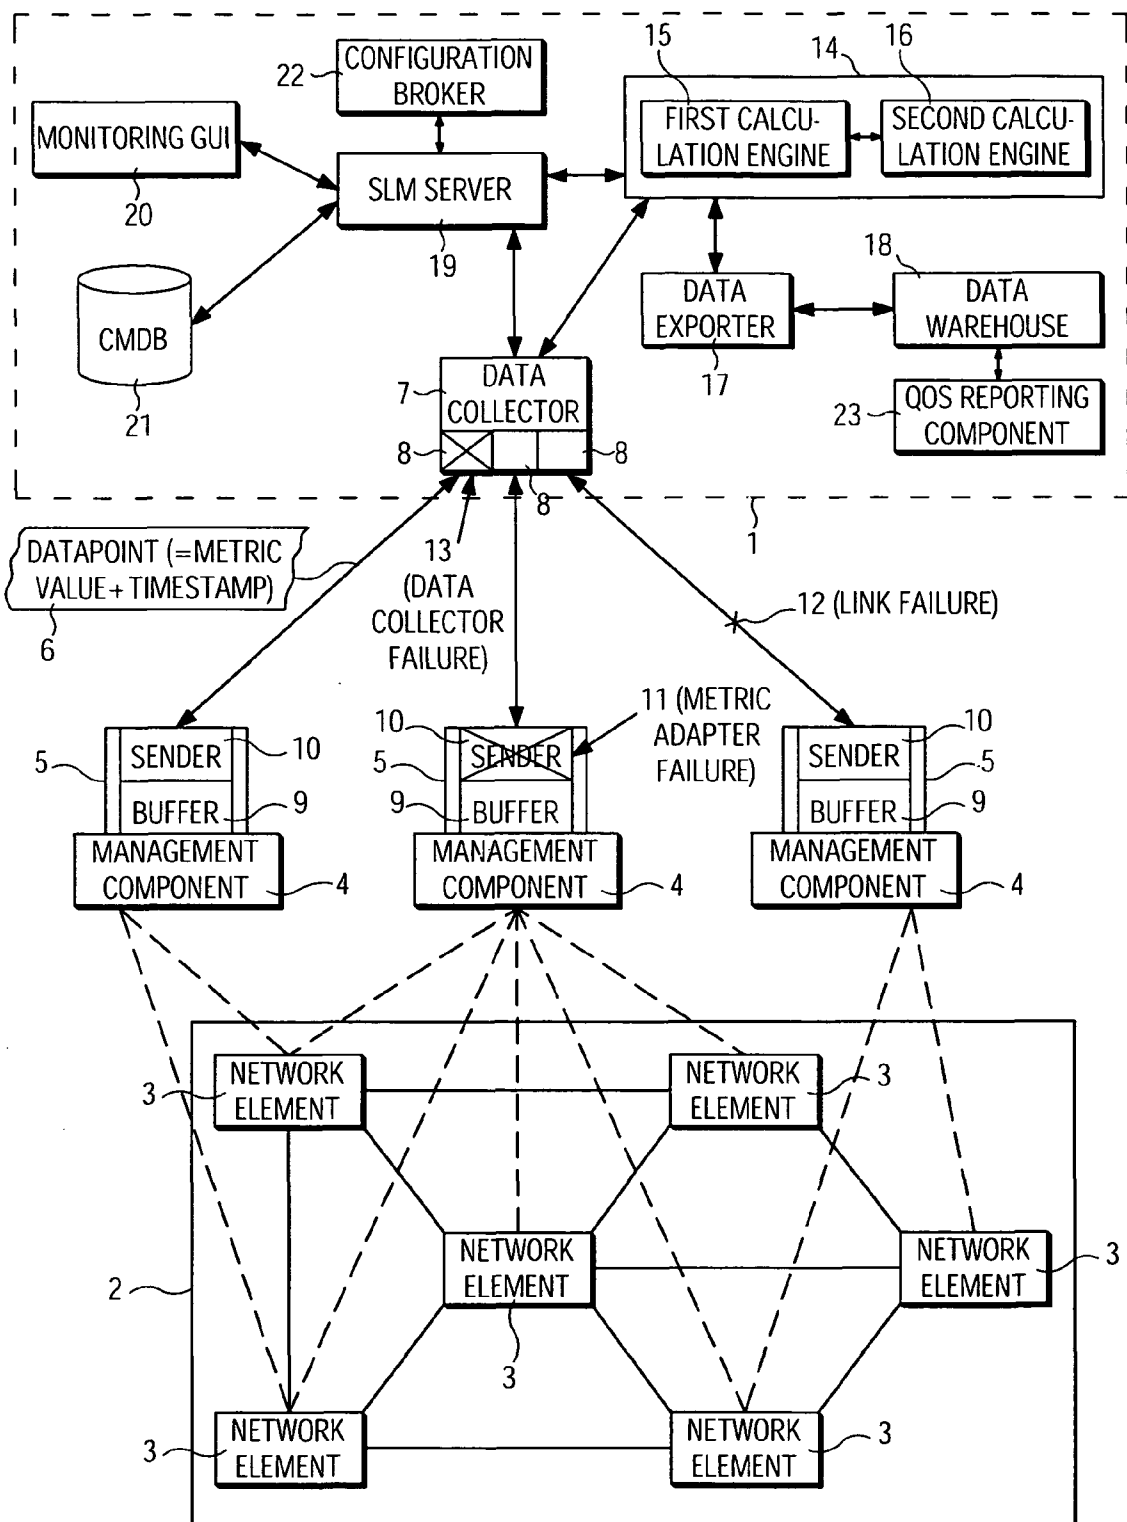 15
14
16
22
CONFIGURATION
BROKER
FIRST CALCU-
LATION ENGINE
SECOND CALCU-
LATION ENGINE
MONITORING GUI
20
SLM SERVER
19
18
CMDB
21
DATA
EXPORTER
17
DATA
WAREHOUSE
7
DATA
COLLECTOR
23
QOS REPORTING
COMPONENT
8
8
8
1
DATAPOINT (=METRIC
VALUE+TIMESTAMP)
6
13
(DATA
COLLECTOR
FAILURE)
12 (LINK FAILURE)
11 (METRIC
ADAPTER
FAILURE)
5
SENDER
10
BUFFER
9
MANAGEMENT
COMPONENT
4
10
5
SENDER
9
BUFFER
MANAGEMENT
COMPONENT
4
10
SENDER
5
BUFFER
9
MANAGEMENT
COMPONENT
4
3
NETWORK
ELEMENT
NETWORK
ELEMENT
3
2
NETWORK
ELEMENT
3
NETWORK
ELEMENT
3
3
NETWORK
ELEMENT
NETWORK
ELEMENT
3